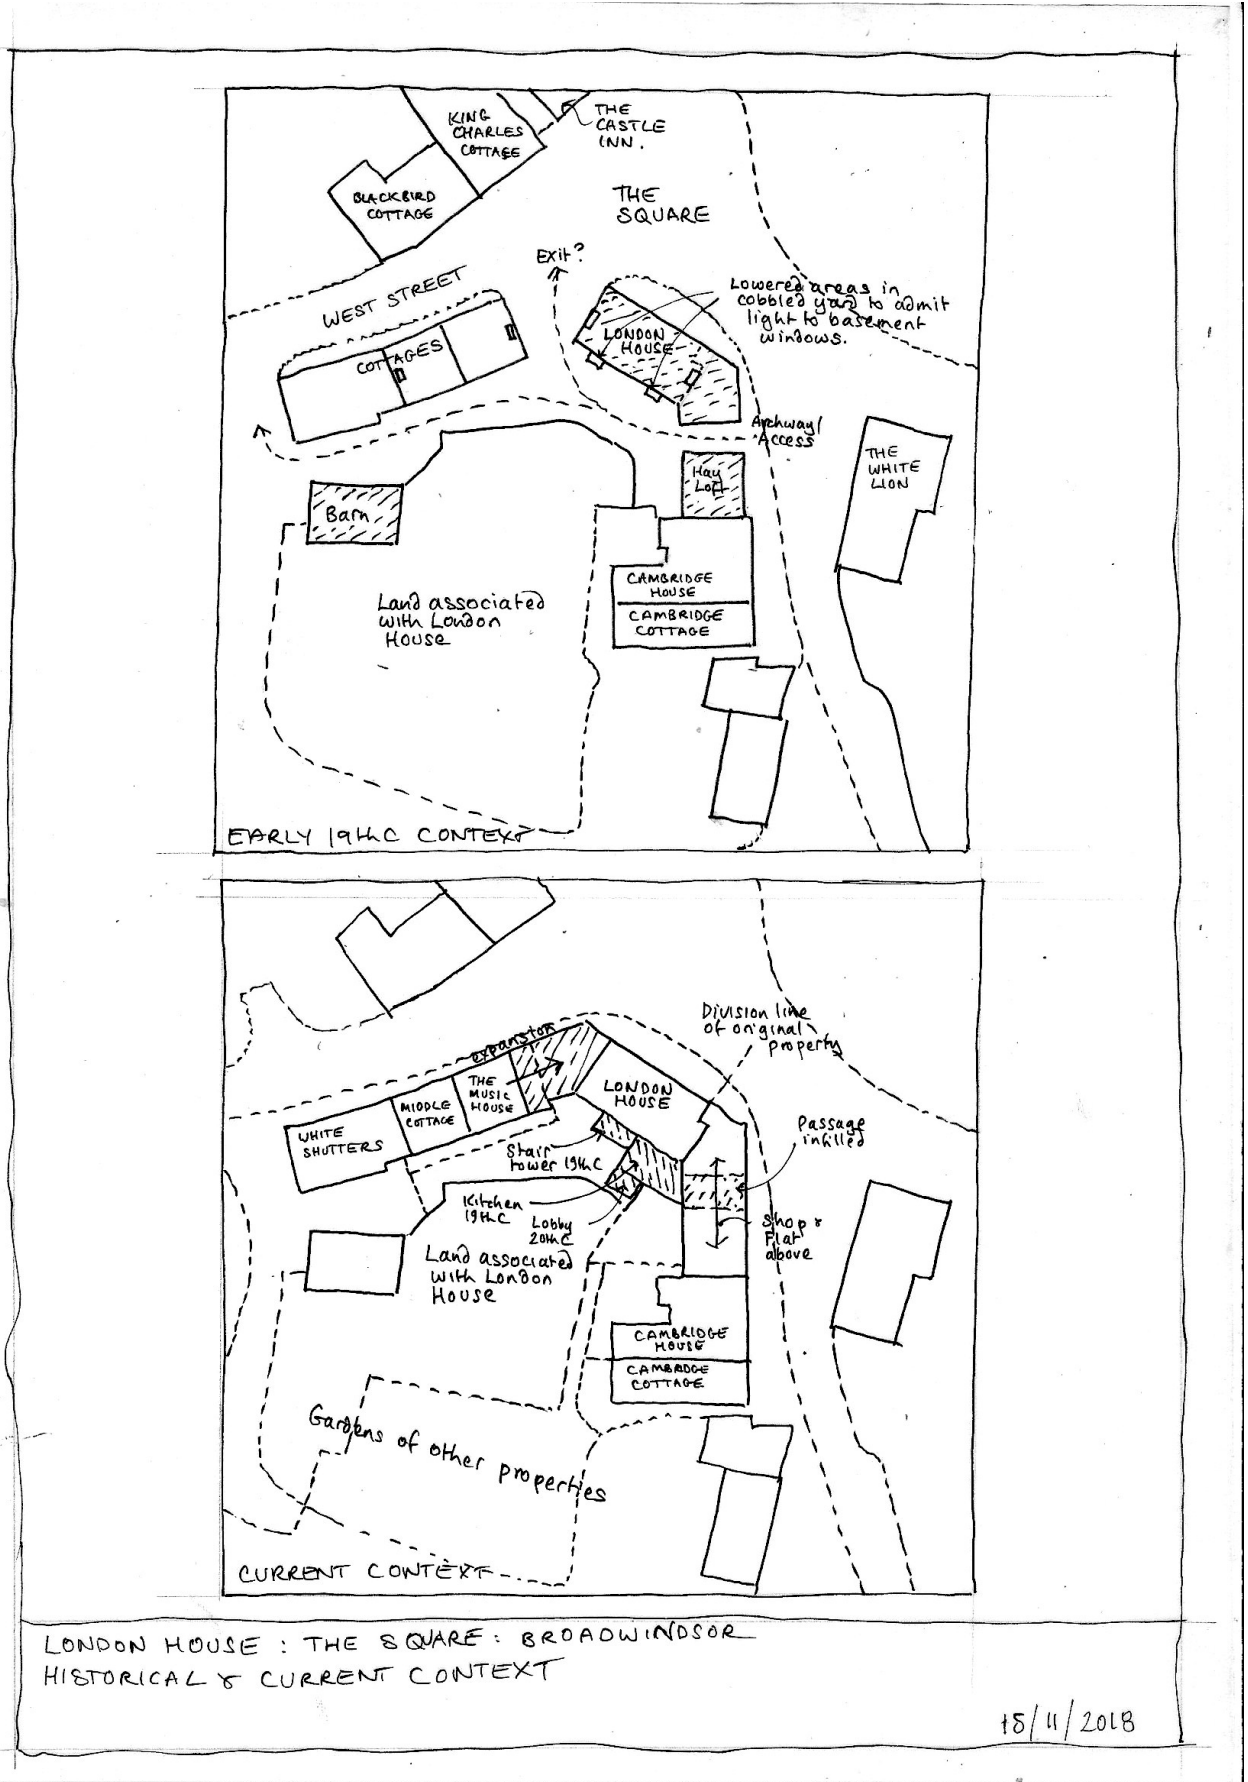 KING
CHARLES
COTTAGE
THE
CASTLE
INN.
BLACKBIRD
COTTAGE
THE
SQUARE
Exit?
WEST STREET
Lowered areas in
cobbled yard to admit
light to basement
windows.
LONDON
HOUSE
COTTAGES
Archway/
Access
THE
WHITE
LION
Hay
Loft
Barn
CAMBRIDGE
HOUSE
CAMBRIDGE
COTTAGE
Land associated
with London
House
EARLY 19thC CONTEXT
Division line
of original
property
expansion
THE
MUSIC
HOUSE
LONDON
HOUSE
MIDDLE
COTTAGE
WHITE
SHUTTERS
Passage
infilled
Stair
tower 19thC
Kitchen
19thC
Lobby
20thC
Shop &
Flat
above
Land associated
with London
House
CAMBRIDGE
HOUSE
CAMBRDGE
COTTAGE
Gardens of other properties
CURRENT CONTEXT
LONDON HOUSE : THE SQUARE : BROADWINDSOR
HISTORICAL & CURRENT CONTEXT
15/11/2018